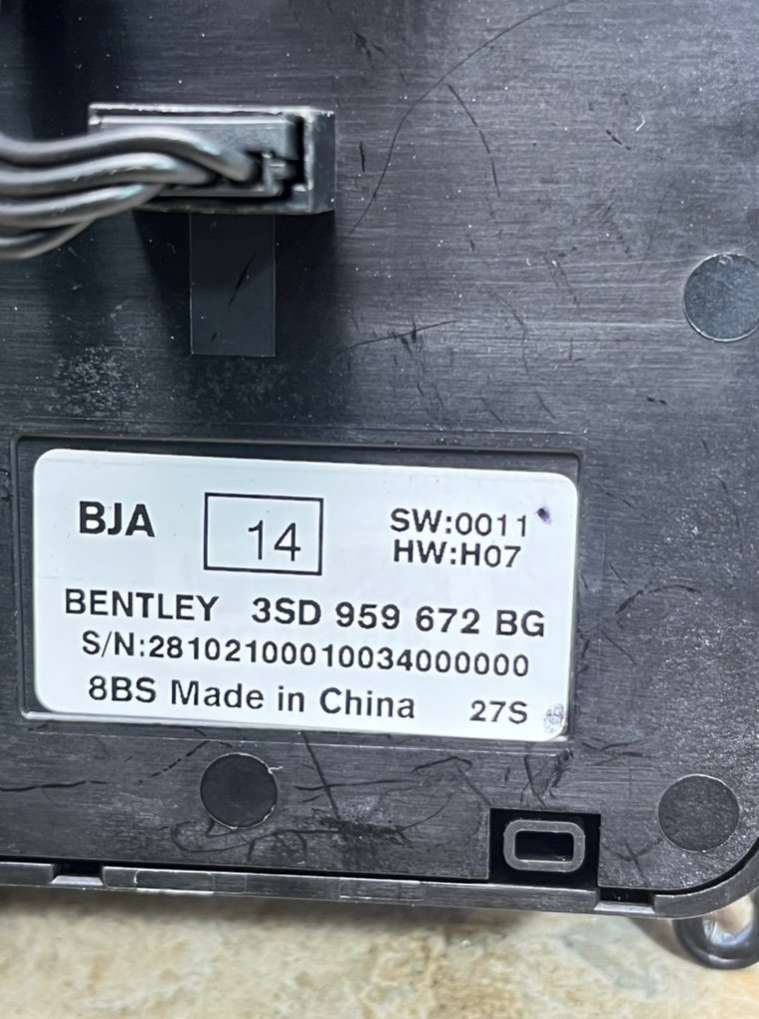 BJA 14 SW:0011
HW:H07
BENTLEY 3SD 959 672 BG
S/N:28102100010034000000
8BS Made in China 27S